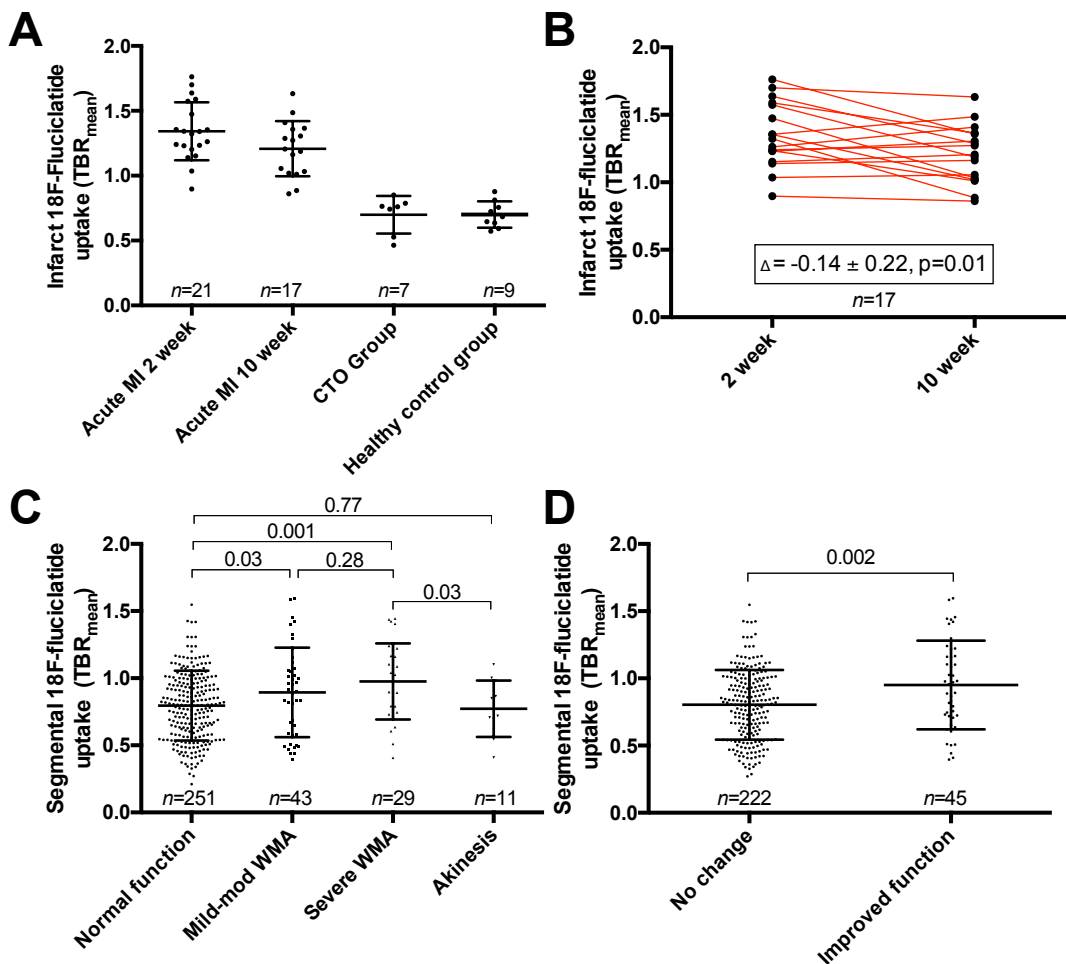 A
Infarct 18F-Fluciclatide
uptake (TBRmean)
2.0
1.5
1.0
0.5
0.0
n=21
n=17
n=7
n=9
Acute MI 2 week
Acute MI 10 week
CTO Group
Healthy control group
B
Infarct 18F-fluciclatide
uptake (TBRmean)
2.0
1.5
1.0
0.5
0.0
Δ= -0.14 ± 0.22, p=0.01
n=17
2 week
10 week
C
Segmental 18F-fluciclatide
uptake (TBRmean)
2.0
1.5
1.0
0.5
0.0
0.77
0.001
0.03
0.28
0.03
n=251
n=43
n=29
n=11
Normal function
Mild-mod WMA
Severe WMA
Akinesis
D
Segmental 18F-fluciclatide
uptake (TBRmean)
2.0
1.5
1.0
0.5
0.0
0.002
n=222
n=45
No change
Improved function